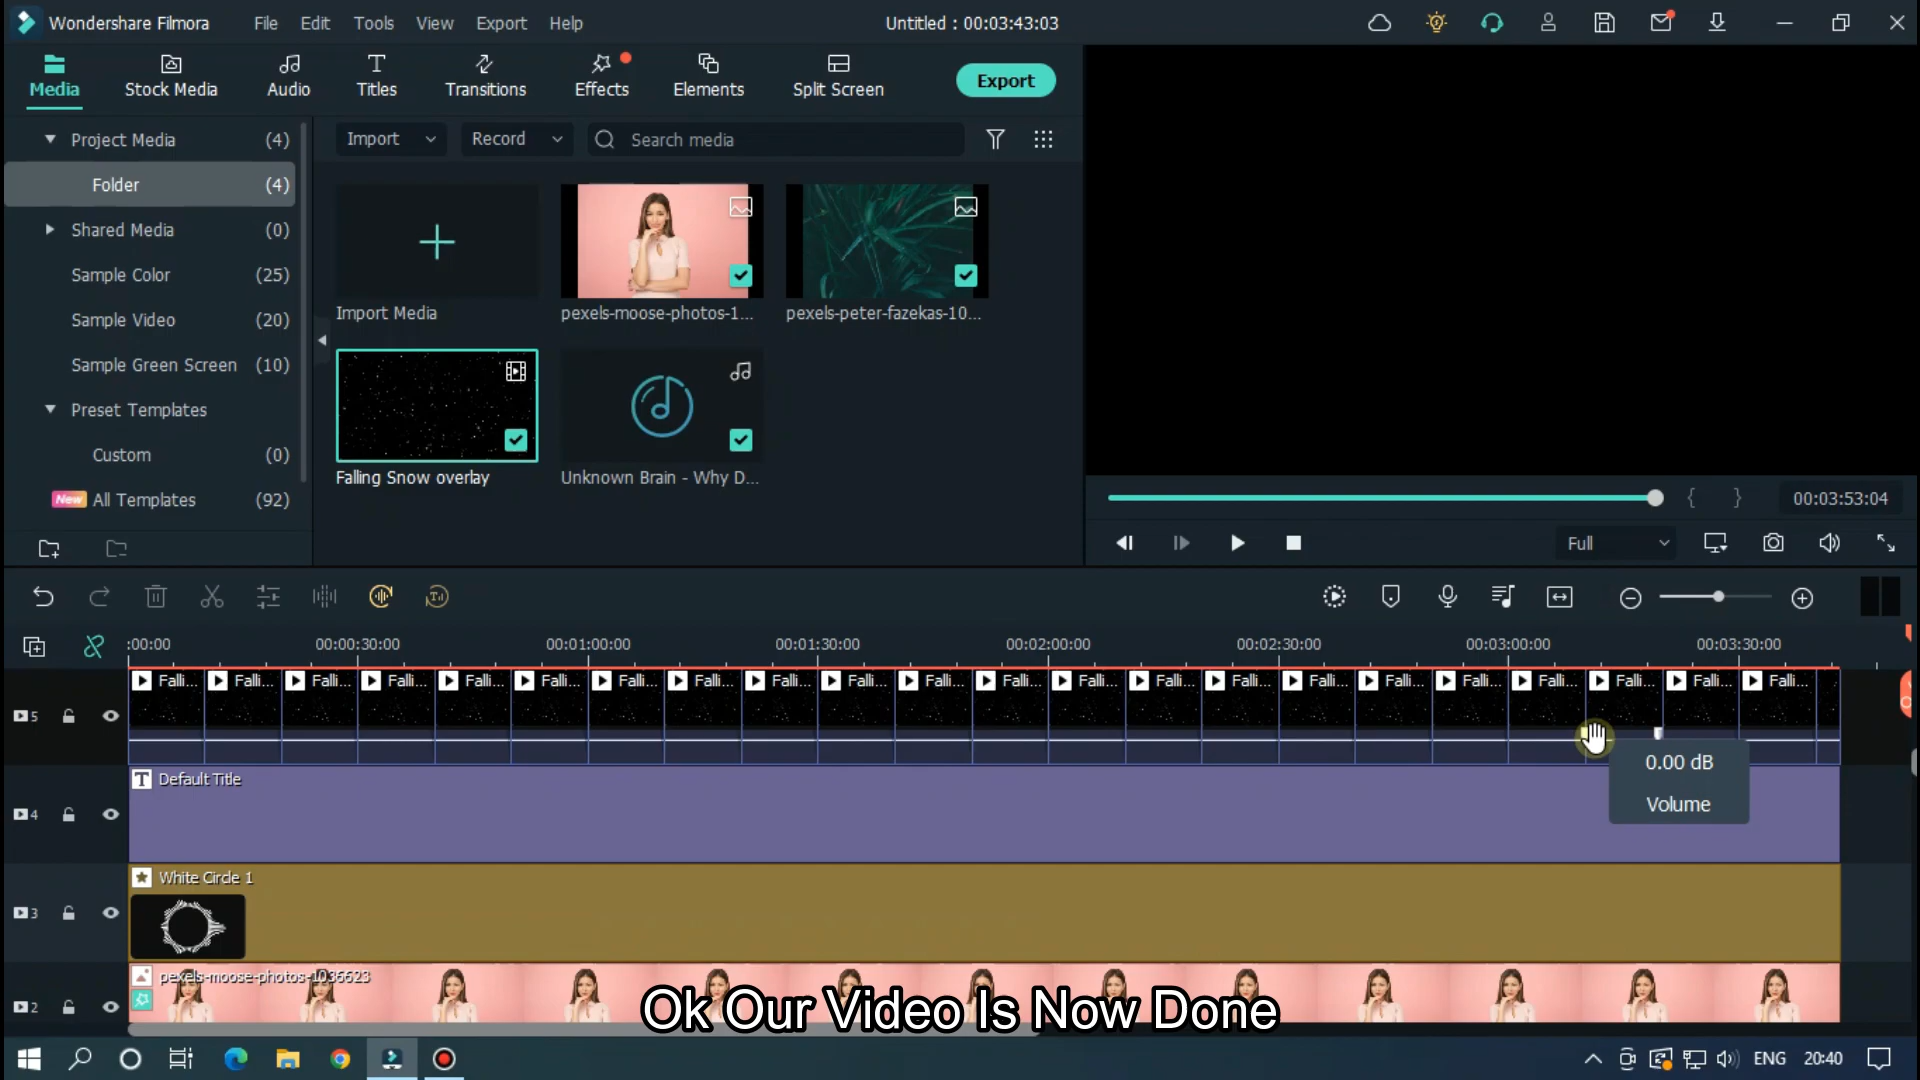 Wondershare Filmora
File Edit Tools View Export Help
Untitled : 00:03:43:03
Media
Stock Media
Audio
Titles
Transitions
Effects
Elements
Split Screen
Export
Project Media (4)
Folder (4)
Shared Media (0)
Sample Color (25)
Sample Video (20)
Sample Green Screen (10)
Preset Templates
Custom (0)
New All Templates (92)
Import
Record
Search media
Import Media
pexels-moose-photos-1...
pexels-peter-fazekas-10...
Falling Snow overlay
Unknown Brain - Why D...
00:03:53:04
Full
:00:00 00:00:30:00 00:01:00:00 00:01:30:00 00:02:00:00 00:02:30:00 00:03:00:00 00:03:30:00
5
Falli... Falli... Falli... Falli... Falli... Falli... Falli... Falli... Falli... Falli... Falli... Falli... Falli... Falli... Falli... Falli... Falli... Falli... Falli... Falli... Falli... Falli...
0.00 dB
Volume
4
Default Title
3
White Circle 1
2
pexels-moose-photos-1036623
Ok Our Video Is Now Done
ENG 20:40